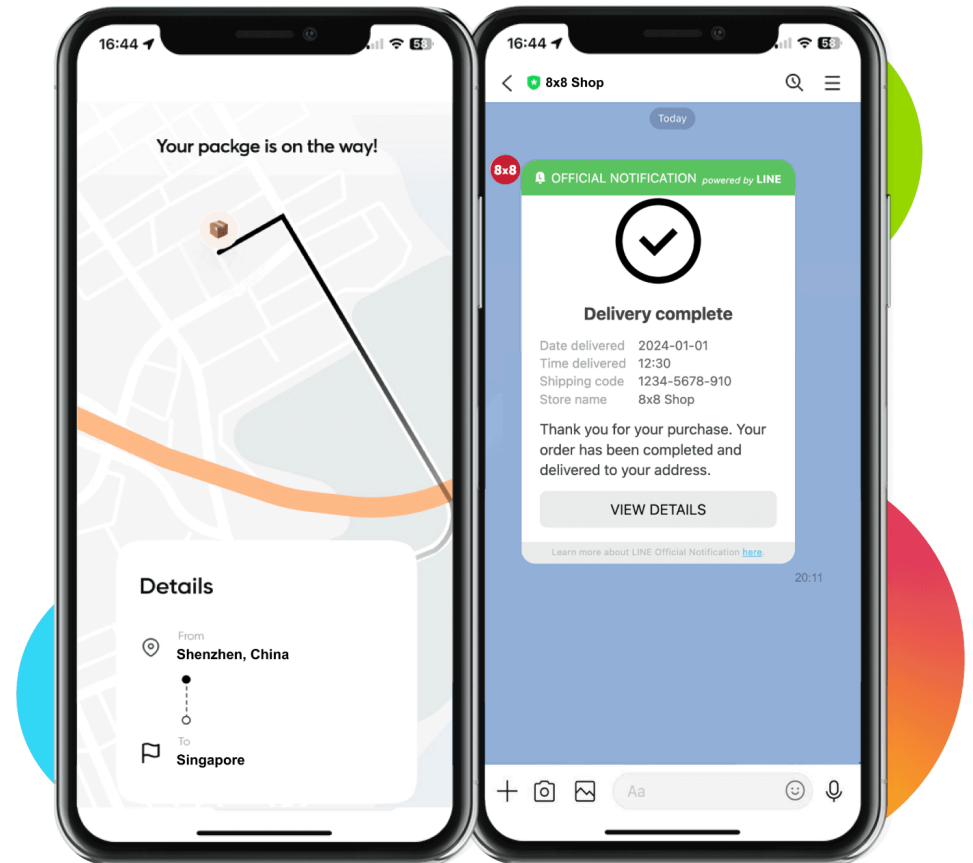 16:44
58
Your packge is on the way!
Details
From
Shenzhen, China
To
Singapore
16:44
58
8x8 Shop
Today
8x8
OFFICIAL NOTIFICATION powered by LINE
Delivery complete
Date delivered 2024-01-01
Time delivered 12:30
Shipping code 1234-5678-910
Store name 8x8 Shop
Thank you for your purchase. Your
order has been completed and
delivered to your address.
VIEW DETAILS
Learn more about LINE Official Notification here.
20:11
Aa